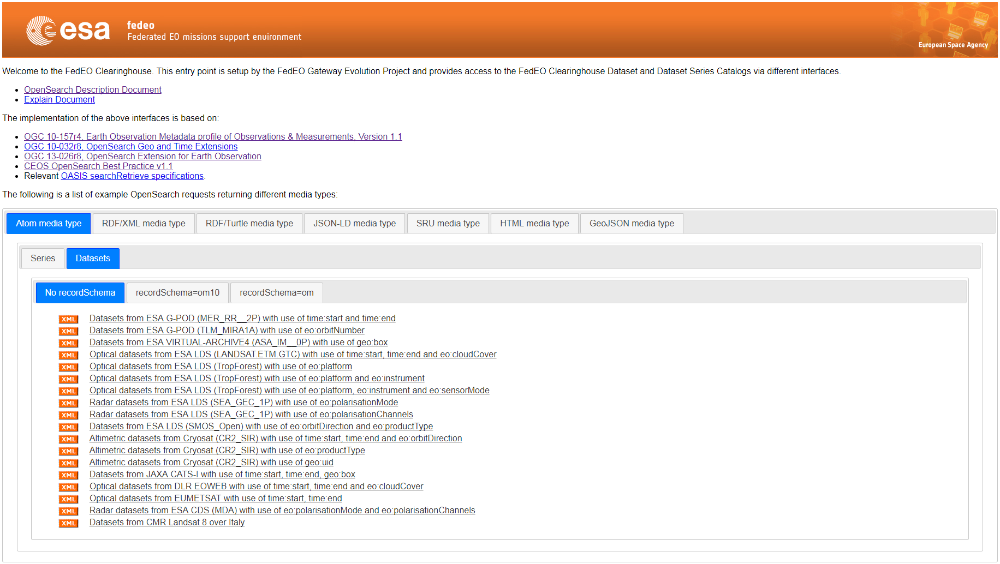 esa
fedeo
Federated EO missions support environment
European Space Agency
Welcome to the FedEO Clearinghouse. This entry point is setup by the FedEO Gateway Evolution Project and provides access to the FedEO Clearinghouse Dataset and Dataset Series Catalogs via different interfaces.
• OpenSearch Description Document
• Explain Document
The implementation of the above interfaces is based on:
• OGC 10-157r4, Earth Observation Metadata profile of Observations & Measurements, Version 1.1
• OGC 10-032r8, OpenSearch Geo and Time Extensions
• OGC 13-026r8, OpenSearch Extension for Earth Observation
• CEOS OpenSearch Best Practice v1.1
• Relevant OASIS searchRetrieve specifications.
The following is a list of example OpenSearch requests returning different media types:
Atom media type RDF/XML media type RDF/Turtle media type JSON-LD media type SRU media type HTML media type GeoJSON media type
Series Datasets
No recordSchema recordSchema=om10 recordSchema=om
XML Datasets from ESA G-POD (MER_RR__2P) with use of time:start and time:end
XML Datasets from ESA G-POD (TLM_MIRA1A) with use of eo:orbitNumber
XML Datasets from ESA VIRTUAL-ARCHIVE4 (ASA_IM__0P) with use of geo:box
XML Optical datasets from ESA LDS (LANDSAT.ETM.GTC) with use of time:start, time:end and eo:cloudCover
XML Optical datasets from ESA LDS (TropForest) with use of eo:platform
XML Optical datasets from ESA LDS (TropForest) with use of eo:platform and eo:instrument
XML Optical datasets from ESA LDS (TropForest) with use of eo:platform, eo:instrument and eo:sensorMode
XML Radar datasets from ESA LDS (SEA_GEC_1P) with use of eo:polarisationMode
XML Radar datasets from ESA LDS (SEA_GEC_1P) with use of eo:polarisationChannels
XML Datasets from ESA LDS (SMOS_Open) with use of eo:orbitDirection and eo:productType
XML Altimetric datasets from Cryosat (CR2_SIR) with use of time:start, time:end and eo:orbitDirection
XML Altimetric datasets from Cryosat (CR2_SIR) with use of eo:productType
XML Altimetric datasets from Cryosat (CR2_SIR) with use of geo:uid
XML Datasets from JAXA CATS-I with use of time:start, time:end, geo:box
XML Optical datasets from DLR EOWEB with use of time:start, time:end and eo:cloudCover
XML Optical datasets from EUMETSAT with use of time:start, time:end
XML Radar datasets from ESA CDS (MDA) with use of eo:polarisationMode and eo:polarisationChannels
XML Datasets from CMR Landsat 8 over Italy